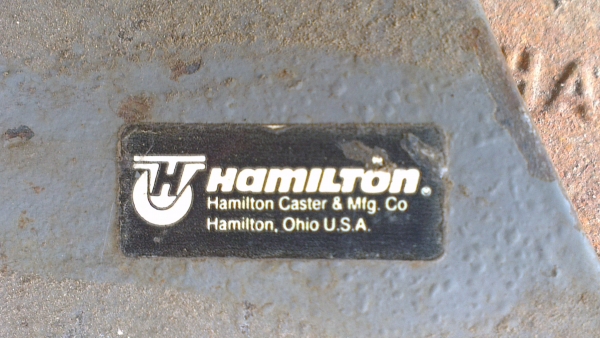 H HAMILTON®
Hamilton Caster & Mfg. Co
Hamilton, Ohio U.S.A.